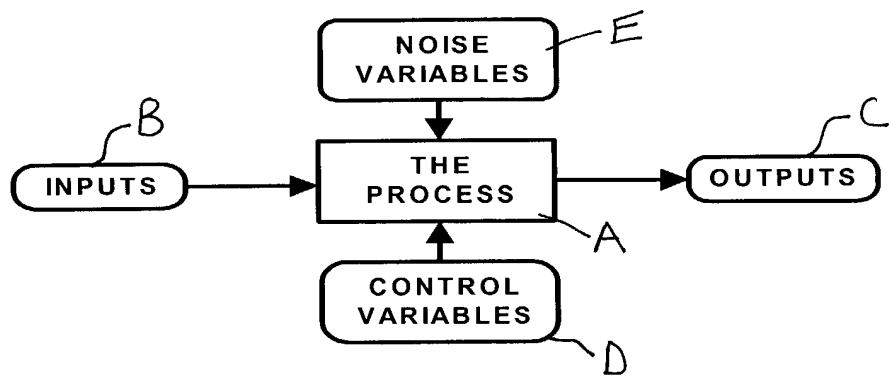 NOISE
VARIABLES
E
B
INPUTS
THE
PROCESS
A
C
OUTPUTS
CONTROL
VARIABLES
D